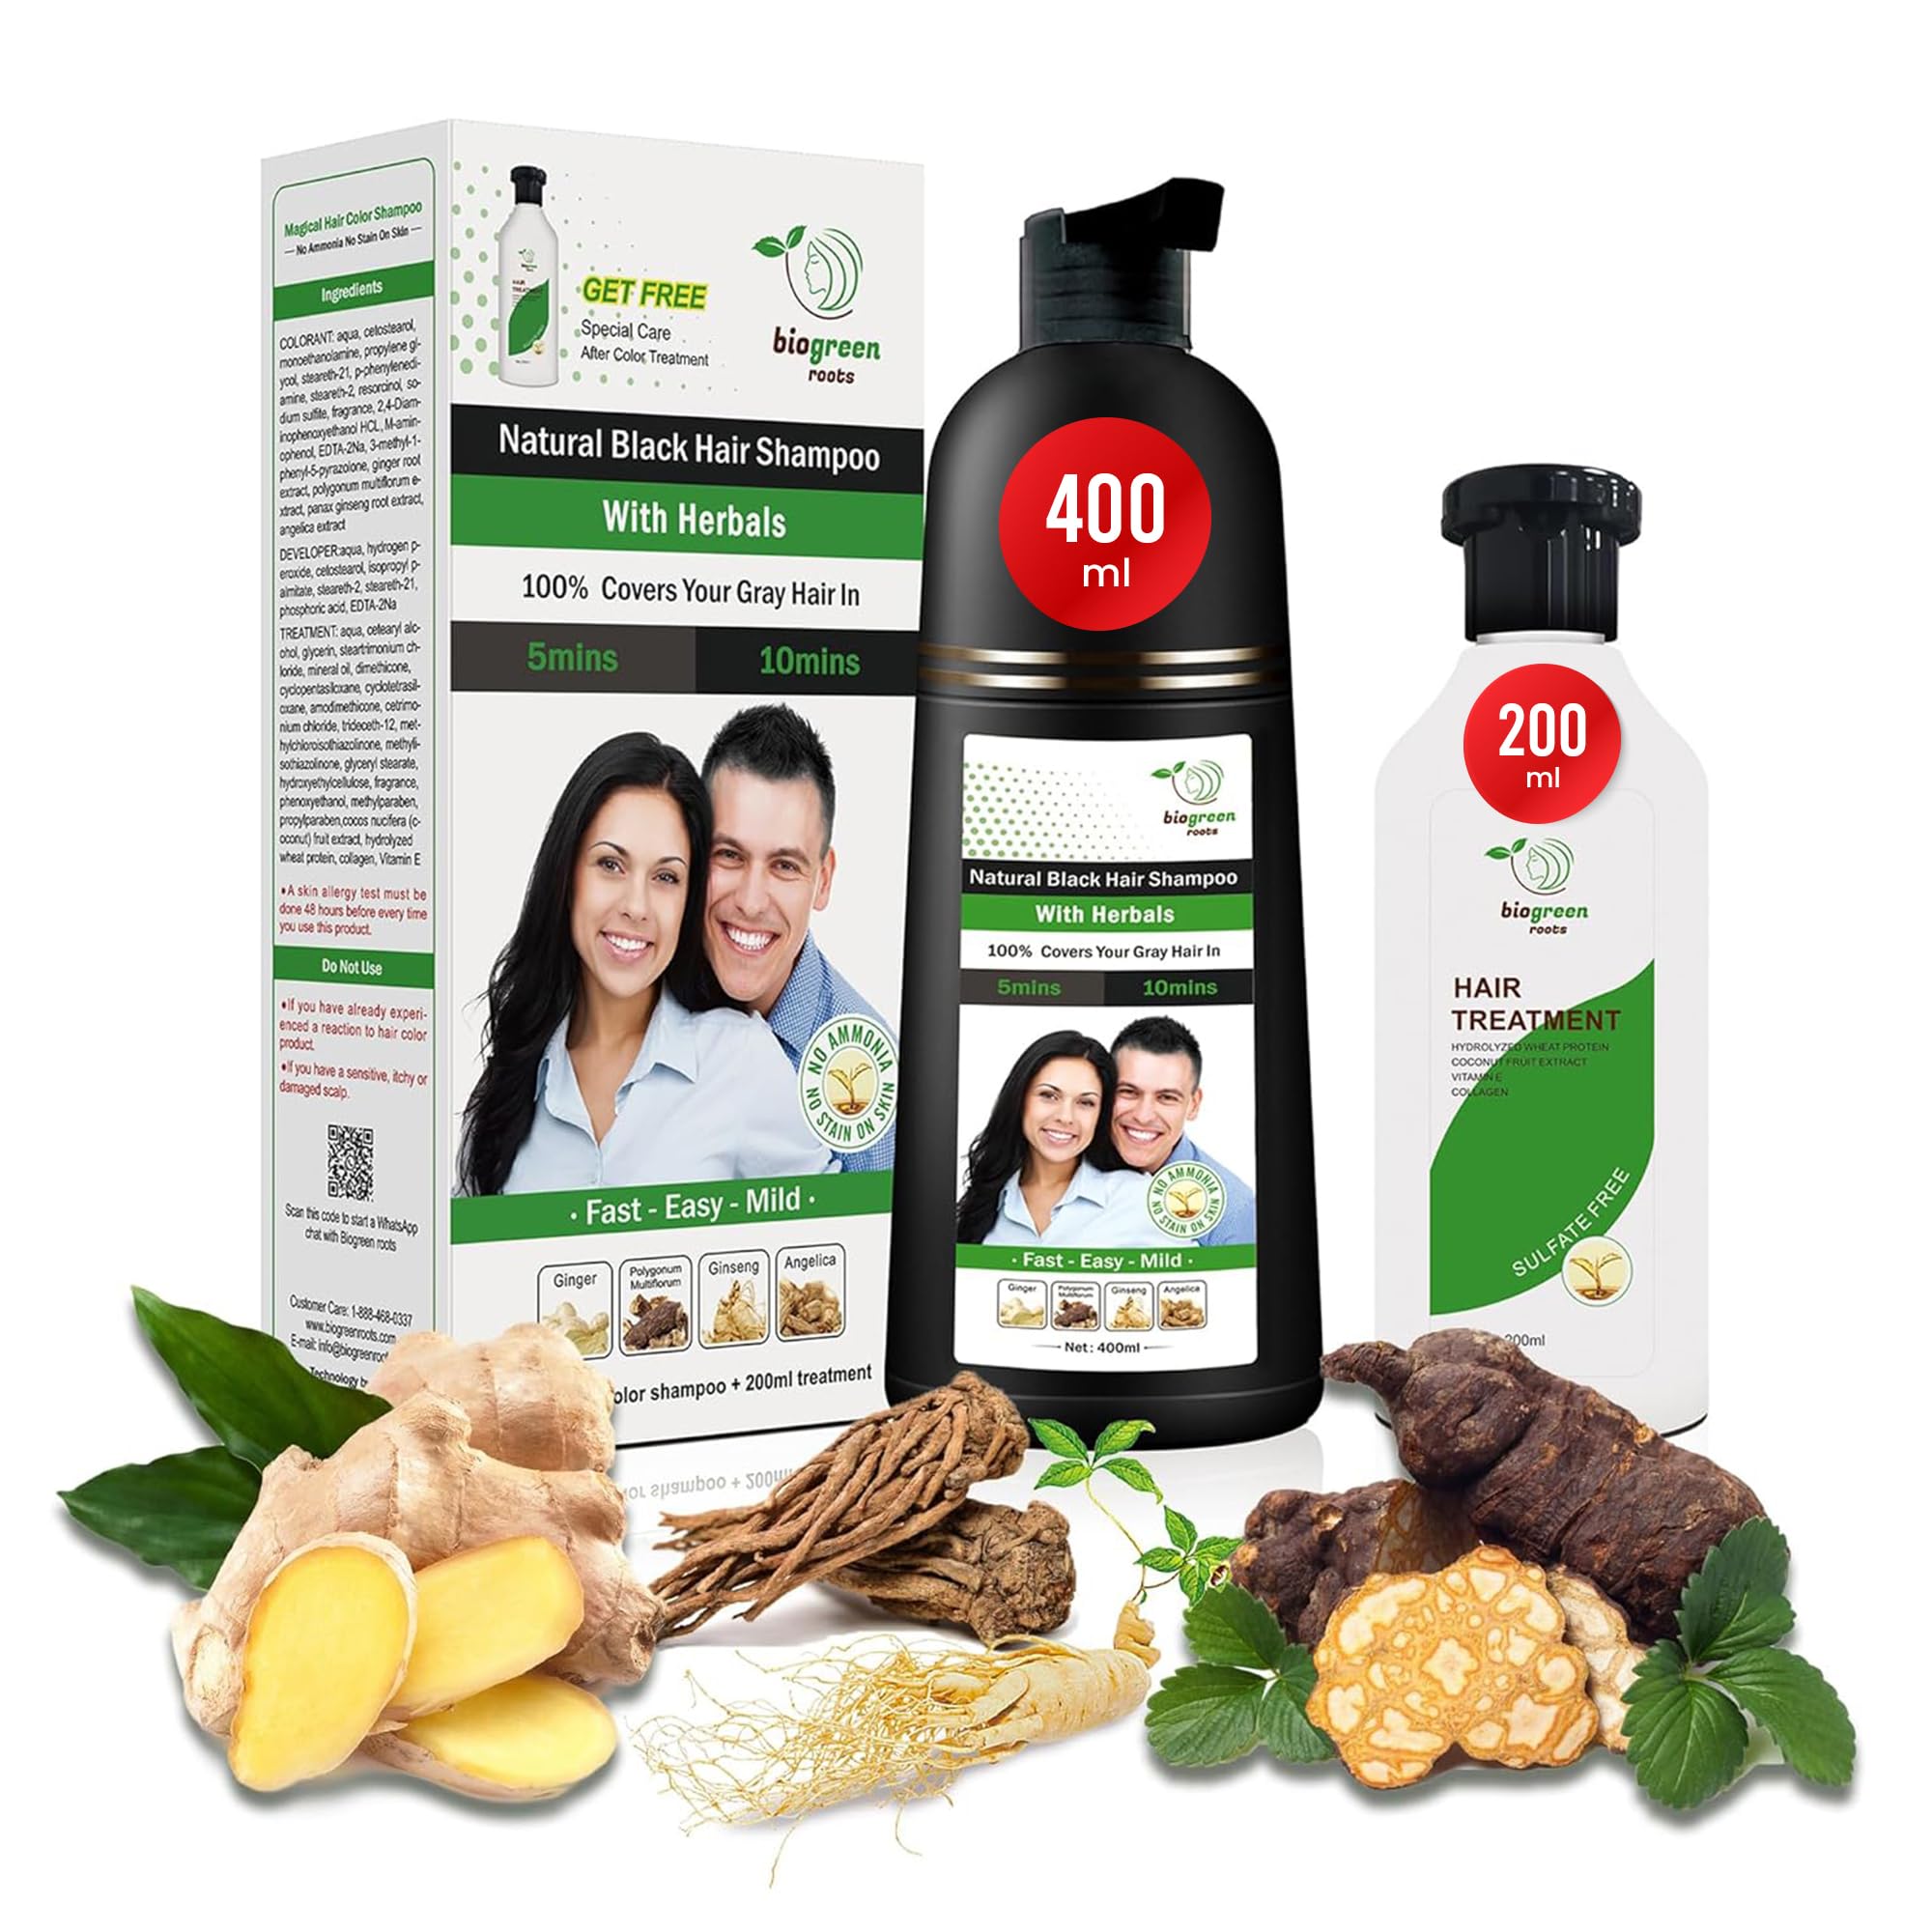 Magical Hair Color Shampoo
No Ammonia No Stain On Skin
Ingredients
COLORANT: aqua, cetostearol,
monoethanolamine, propylene gl-
ycol, steareth-21, p-phenylenedi-
amine, steareth-2, resorcinol, so-
dium sulfite, fragrance, 2,4-Diam-
inophenoxyethanol HCL, M-amin-
ophenol, EDTA-2Na, 3-methyl-1-
phenyl-5-pyrazolone, ginger root
extract, polygonum multiflorum e-
xtract, panax ginseng root extract,
angelica extract
DEVELOPER:aqua, hydrogen p-
eroxide, cetostearol, isopropyl p-
almitate, steareth-2, steareth-21,
phosphoric acid, EDTA-2Na
TREATMENT: aqua, cetearyl alc-
ohol, glycerin, steartrimonium ch-
loride, mineral oil, dimethicone,
cyclopentasiloxane, cyclotetrasil-
oxane, amodimethicone, cetrimo-
nium chloride, trideceth-12, met-
hylchloroisothiazolinone, methyli-
sothiazolinone, glyceryl stearate,
hydroxyethylcellulose, fragrance,
phenoxyethanol, methylparaben,
propylparaben,cocos nucifera (c-
oconut) fruit extract, hydrolyzed
wheat protein, collagen, Vitamin E
•A skin allergy test must be
done 48 hours before every time
you use this product.
Do Not Use
•If you have already experi-
enced a reaction to hair color
product.
•If you have a sensitive, itchy or
damaged scalp.
Scan this code to start a WhatsApp
chat with Biogreen roots
Customer Care: 1-888-468-0337
www.biogreenroots.com
E-mail: info@biogreenroo
Technology b
HAIR
GET FREE
Special Care
After Color Treatment
biogreen
roots
Natural Black Hair Shampoo
With Herbals
100% Covers Your Gray Hair In
5mins 10mins
NO AMMONIA
NO STAIN ON SKIN
· Fast - Easy - Mild ·
Ginger
Polygonum
Multiflorum
Ginseng
Angelica
olor shampoo + 200ml treatment
400
ml
biogreen
roots
Natural Black Hair Shampoo
With Herbals
100% Covers Your Gray Hair In
5mins 10mins
NO AMMONIA
NO STAIN ON SKIN
· Fast - Easy - Mild ·
Ginger
Polygonum
Multiflorum
Ginseng
Angelica
Net: 400ml
200
ml
biogreen
roots
HAIR
TREATMENT
HYDROLYZED WHEAT PROTEIN
COCONUT FRUIT EXTRACT
VITAMIN E
COLLAGEN
SULFATE FREE
200ml